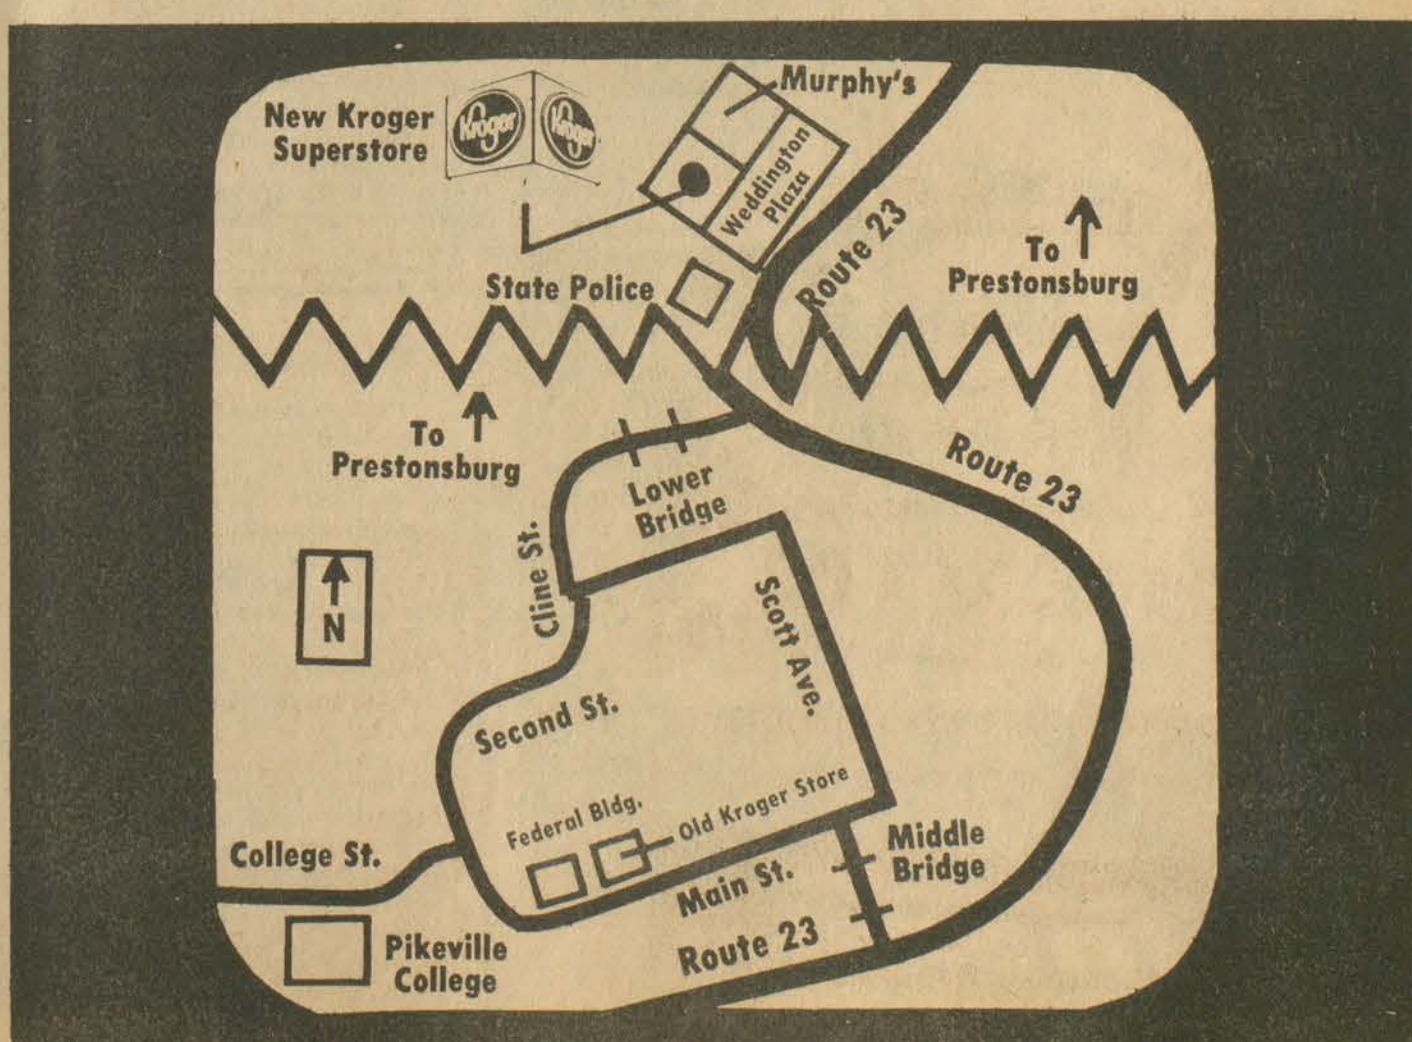 Murphy's
New Kroger
Superstore
Kroger
Kroger
Weddington
Plaza
Route 23
To
Prestonsburg
State Police
To
Prestonsburg
Route 23
Lower
Bridge
Cline St.
N
Scott Ave.
Second St.
Federal Bldg.
Old Kroger Store
College St.
Middle
Bridge
Main St.
Route 23
Pikeville
College